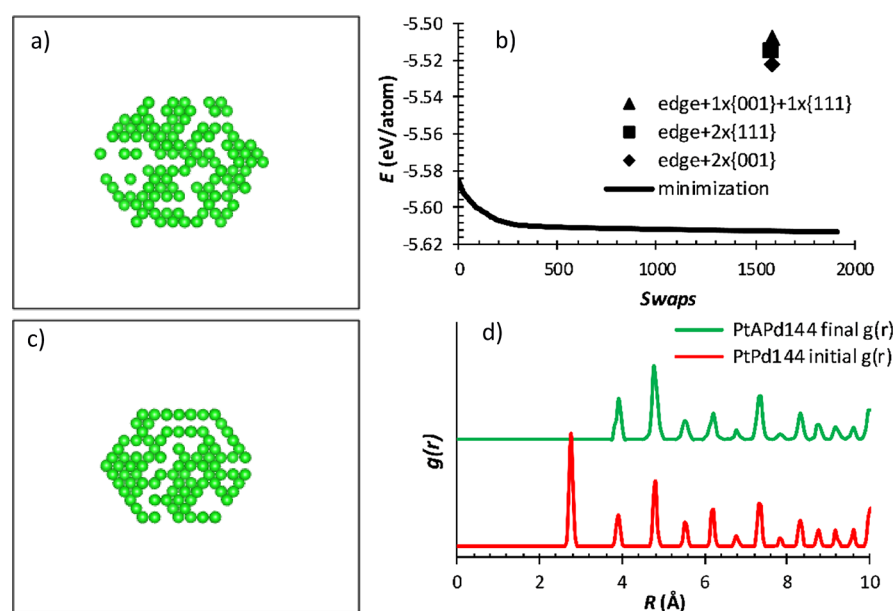 a)
b)
-5.50
-5.52
-5.54
-5.56
-5.58
-5.60
-5.62
E (eV/atom)
edge+1x{001}+1x{111}
edge+2x{111}
edge+2x{001}
minimization
0
500
1000
1500
2000
Swaps
c)
d)
PtAPd144 final g(r)
PtPd144 initial g(r)
g(r)
0
2
4
6
8
10
R (Å)